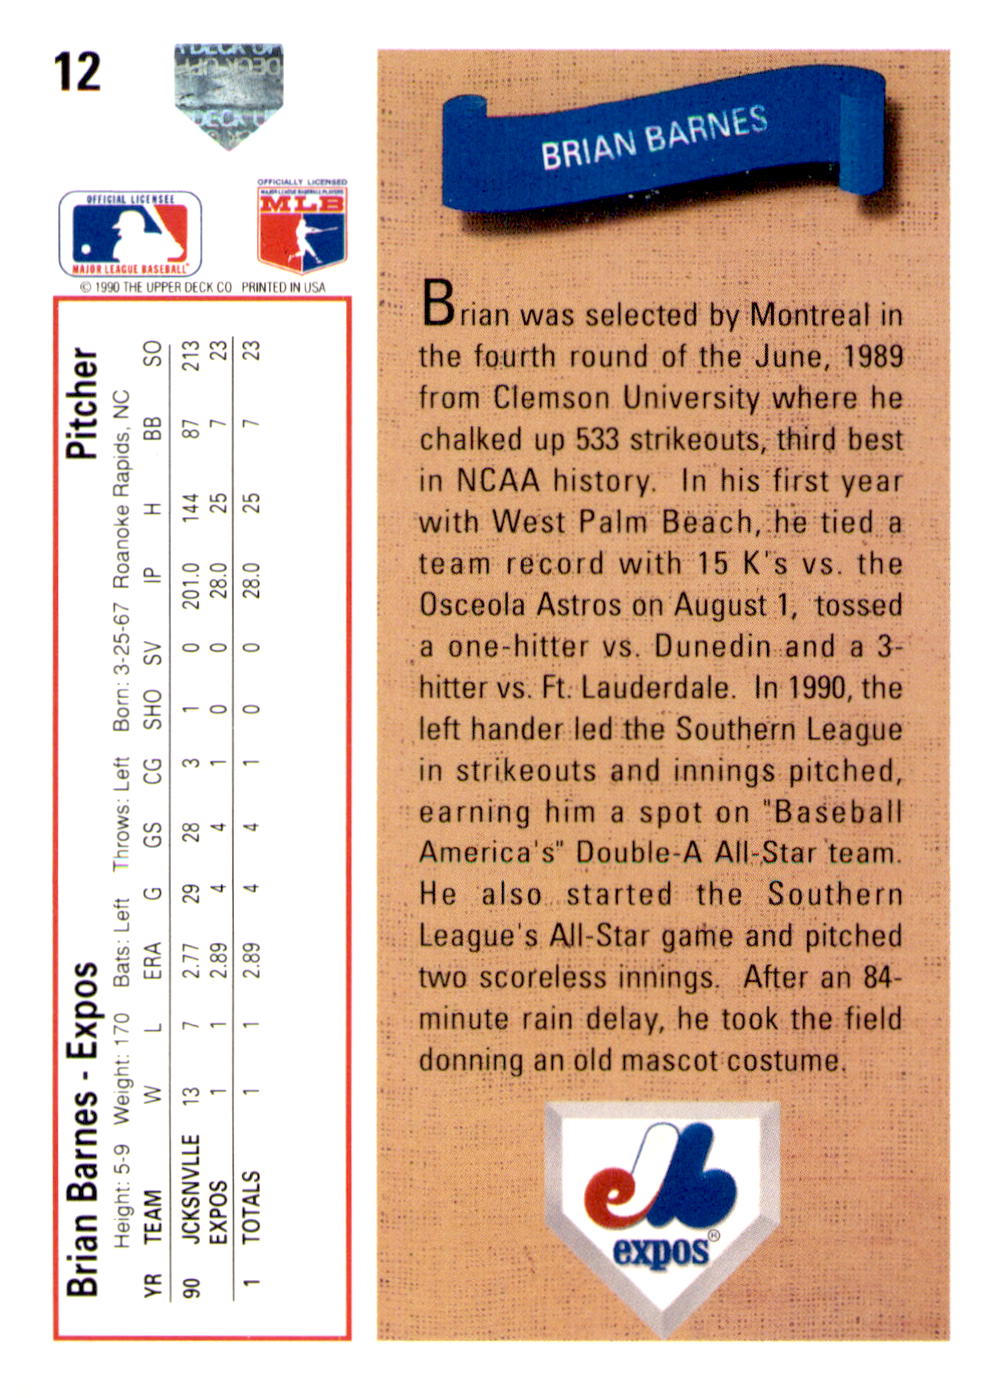 12
DECK UP
OFFICIAL LICENSEE
MAJOR LEAGUE BASEBALL
OFFICIALLY LICENSED
MAJOR LEAGUE BASEBALL PLAYERS
MLB
© 1990 THE UPPER DECK CO PRINTED IN USA
Brian Barnes - Expos Pitcher
Height: 5-9 Weight: 170 Bats: Left Throws: Left Born: 3-25-67 Roanoke Rapids, NC
YR TEAM W L ERA G GS CG SHO SV IP H BB SO
90 JCKSNVLLE 13 7 2.77 29 28 3 1 0 201.0 144 87 213
EXPOS 1 1 2.89 4 4 1 0 0 28.0 25 7 23
1 TOTALS 1 1 2.89 4 4 1 0 0 28.0 25 7 23
BRIAN BARNES
Brian was selected by Montreal in
the fourth round of the June, 1989
from Clemson University where he
chalked up 533 strikeouts, third best
in NCAA history. In his first year
with West Palm Beach, he tied a
team record with 15 K's vs. the
Osceola Astros on August 1, tossed
a one-hitter vs. Dunedin and a 3-
hitter vs. Ft. Lauderdale. In 1990, the
left hander led the Southern League
in strikeouts and innings pitched,
earning him a spot on "Baseball
America's" Double-A All-Star team.
He also started the Southern
League's All-Star game and pitched
two scoreless innings. After an 84-
minute rain delay, he took the field
donning an old mascot costume.
expos®